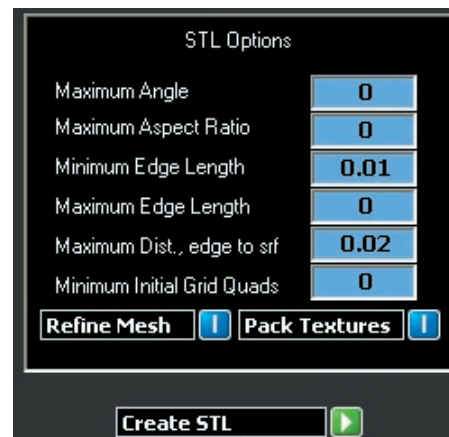 STL Options
Maximum Angle 0
Maximum Aspect Ratio 0
Minimum Edge Length 0.01
Maximum Edge Length 0
Maximum Dist., edge to srf 0.02
Minimum Initial Grid Quads 0
Refine Mesh I Pack Textures I
Create STL